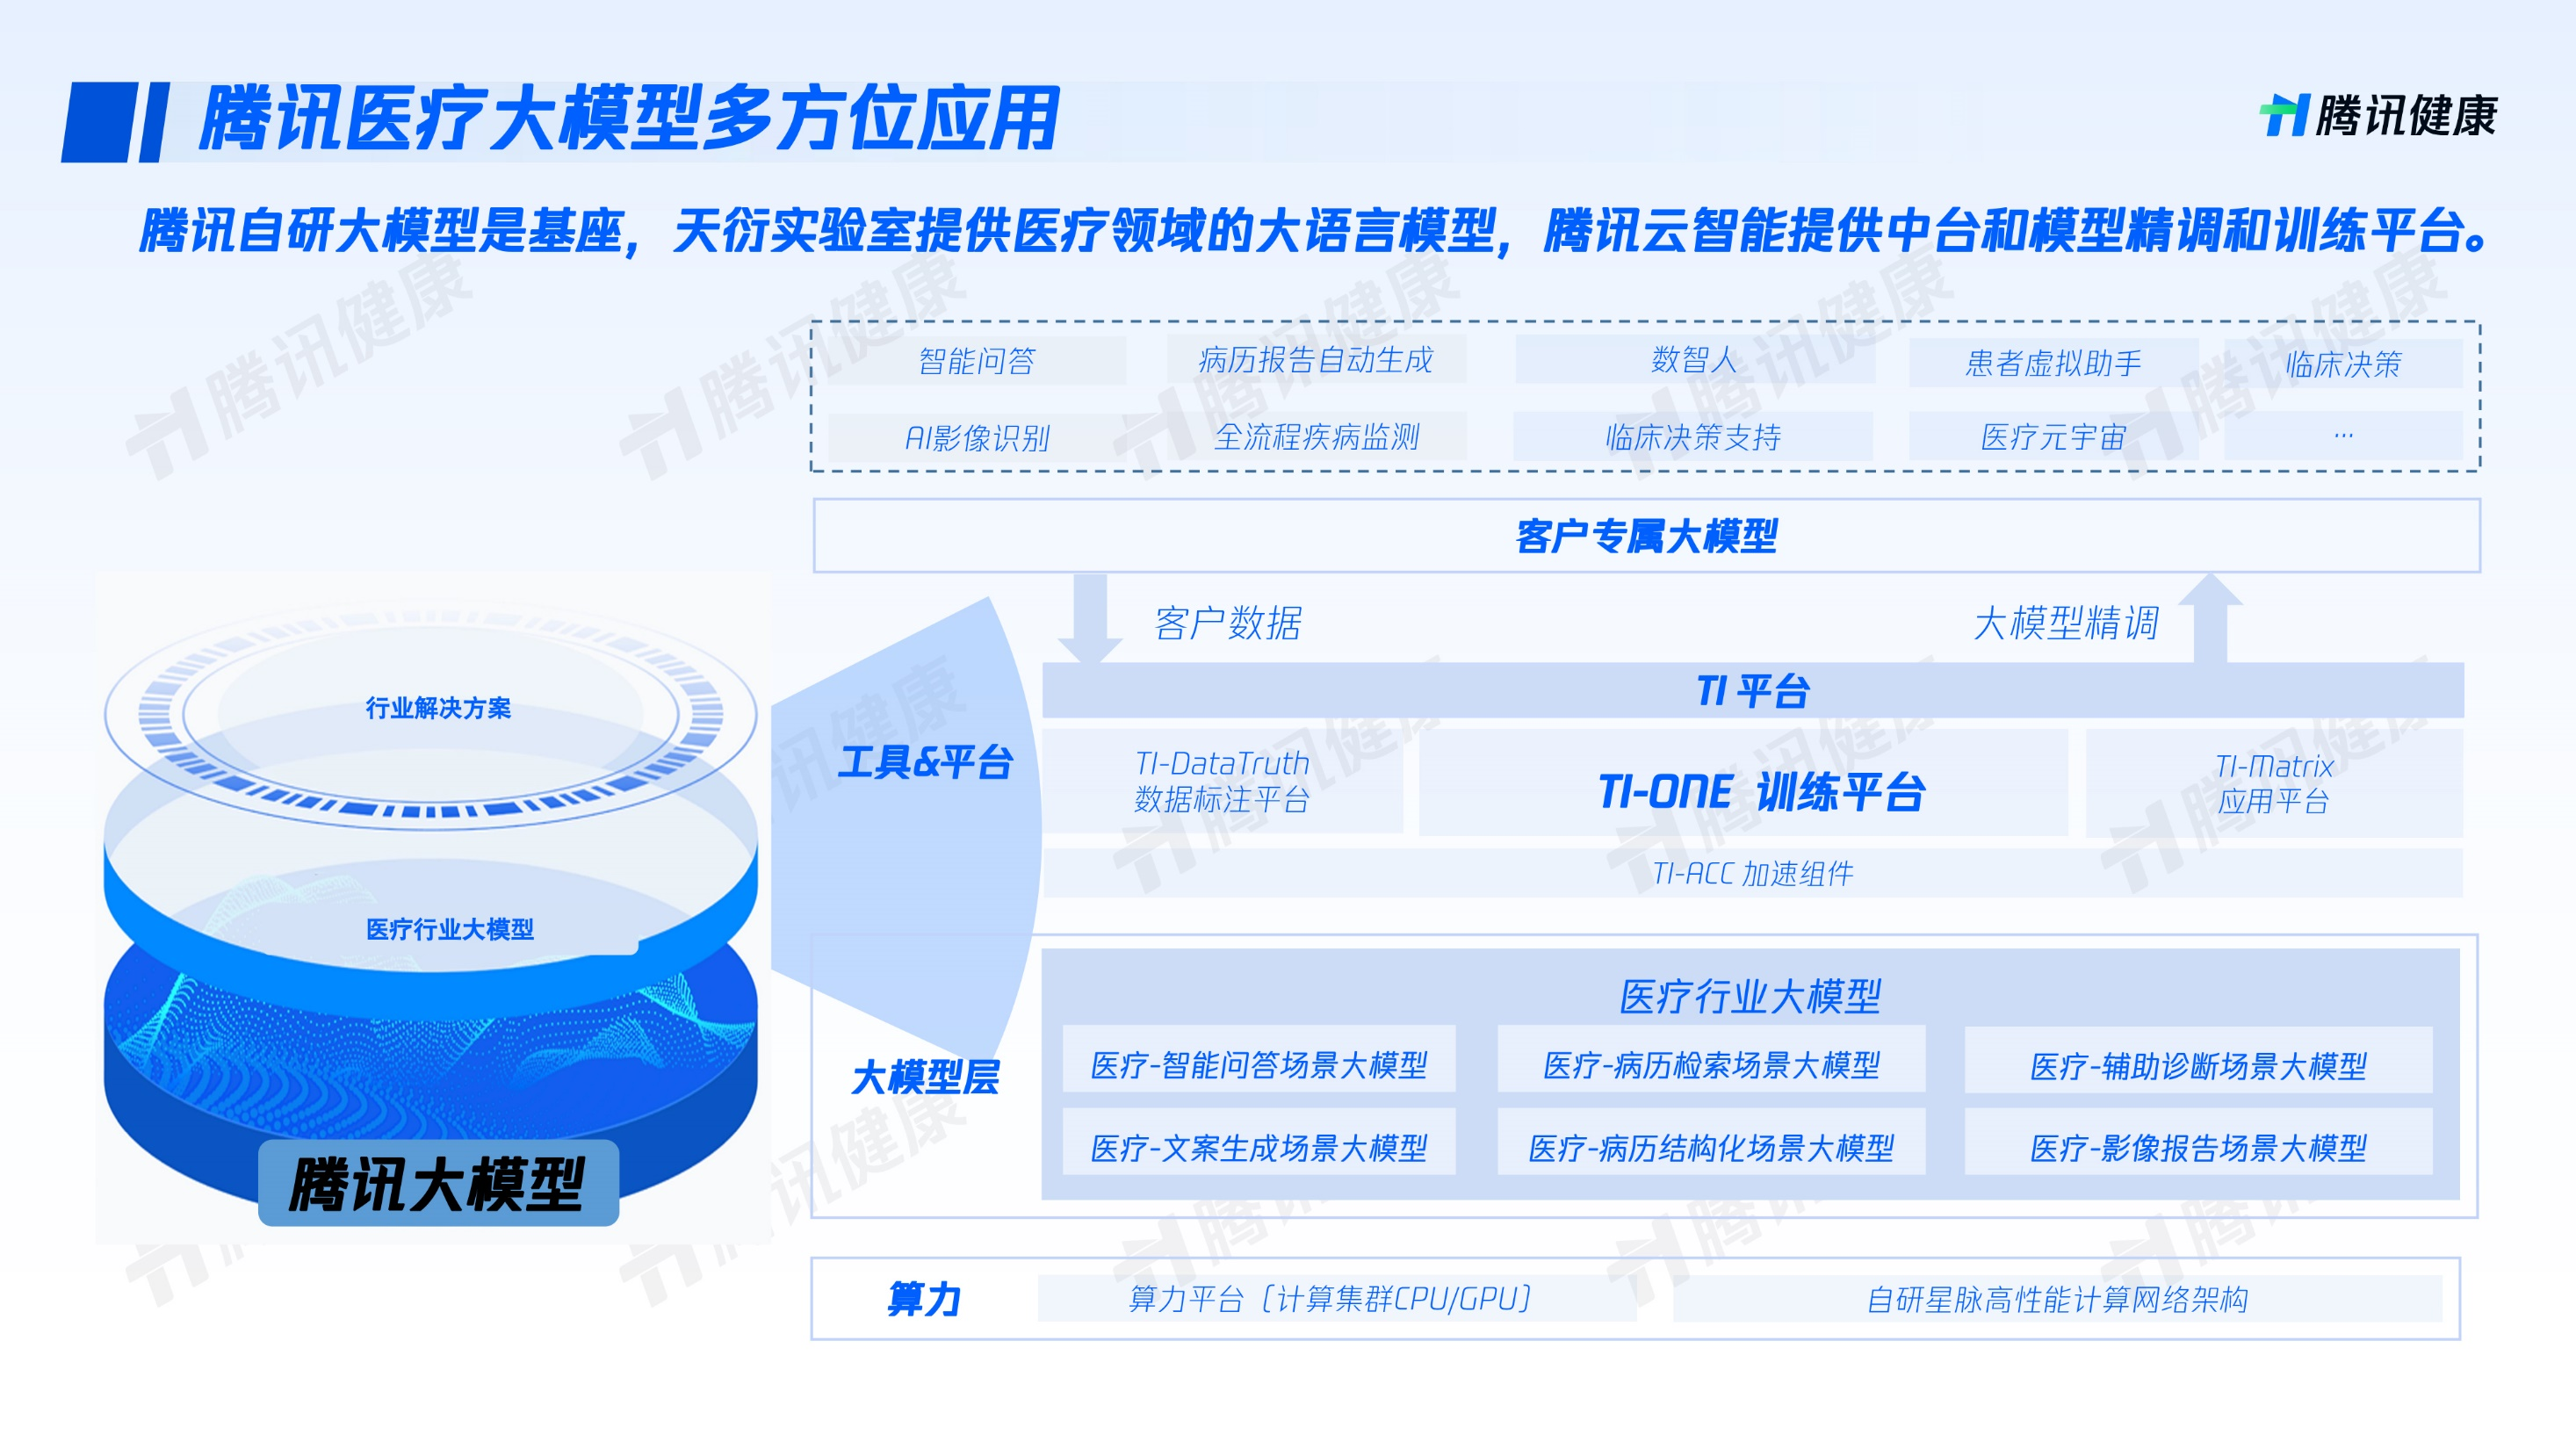 腾讯医疗大模型多方位应用
腾讯健康
腾讯自研大模型是基座，天衍实验室提供医疗领域的大语言模型，腾讯云智能提供中台和模型精调和训练平台。
智能问答
病历报告自动生成
数智人
患者虚拟助手
临床决策
AI影像识别
全流程疾病监测
临床决策支持
医疗元宇宙
...
客户专属大模型
客户数据
大模型精调
行业解决方案
医疗行业大模型
腾讯大模型
工具&平台
TI 平台
TI-DataTruth
数据标注平台
TI-ONE 训练平台
TI-Matrix
应用平台
TI-ACC 加速组件
大模型层
医疗行业大模型
医疗-智能问答场景大模型
医疗-病历检索场景大模型
医疗-辅助诊断场景大模型
医疗-文案生成场景大模型
医疗-病历结构化场景大模型
医疗-影像报告场景大模型
算力
算力平台（计算集群CPU/GPU）
自研星脉高性能计算网络架构